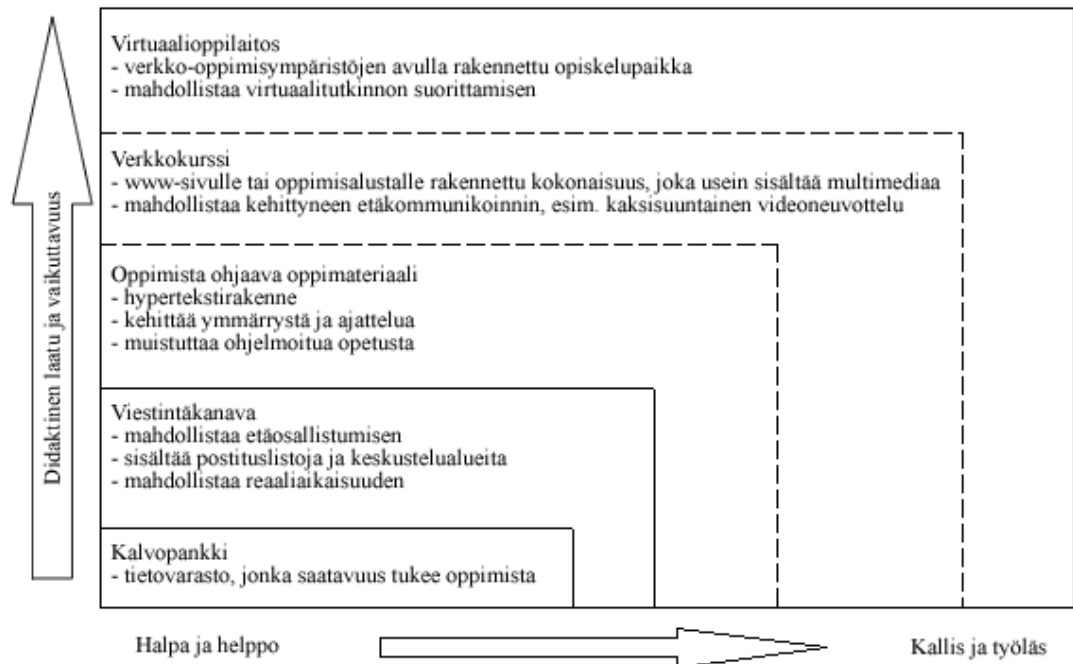 Virtuaalioppilaitos
- verkko-oppimisympäristöjen avulla rakennettu opiskelupaikka
- mahdollistaa virtuaalitutkinnon suorittamisen
Verkkokurssi
- www-sivulle tai oppimisalustalle rakennettu kokonaisuus, joka usein sisältää multimediaa
- mahdollistaa kehittyneen etäkommunikoinnin, esim. kaksisuuntainen videoneuvottelu
Oppimista ohjaava oppimateriaali
- hypertekstirakenne
- kehittää ymmärrystä ja ajattelua
- muistuttaa ohjelmoitua opetusta
Viestintäkanava
- mahdollistaa etäosallistumisen
- sisältää postituslistoja ja keskustelualueita
- mahdollistaa reaaliaikaisuuden
Kalvopankki
- tietovarasto, jonka saatavuus tukee oppimista
Didaktinen laatu ja vaikuttavuus
Halpa ja helppo
Kallis ja työläs